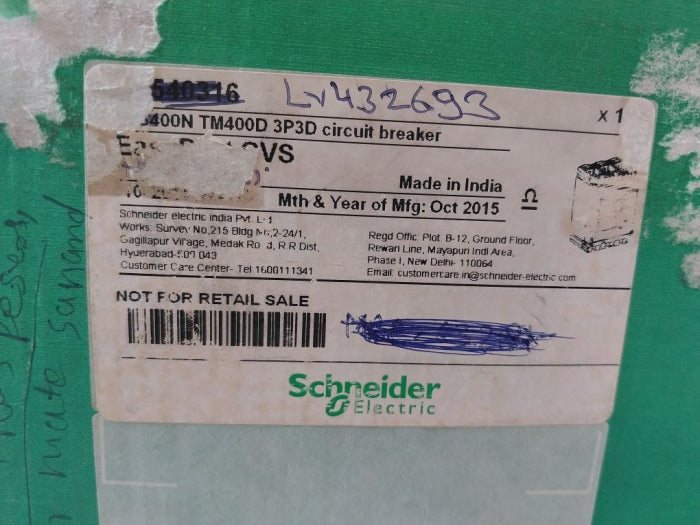 540316 LV432693 x 1
400N TM400D 3P3D circuit breaker
CVS
Made in India
Mth & Year of Mfg: Oct 2015
Schneider electric India Pvt. Lt
Works: Survey No,215 Bldg No,2-24/1,
Gagillapur Village, Medak Road, R.R Dist,
Hyderabad-500 043
Customer Care Center- Tel 1600111341
Regd Offic Plot B-12, Ground Floor,
Rewari Line, Mayapuri Indl Area,
Phase I, New Delhi- 110064
Email: customercare.in@schneider-electric.com
NOT FOR RETAIL SALE
Schneider
Electric
mate sanand